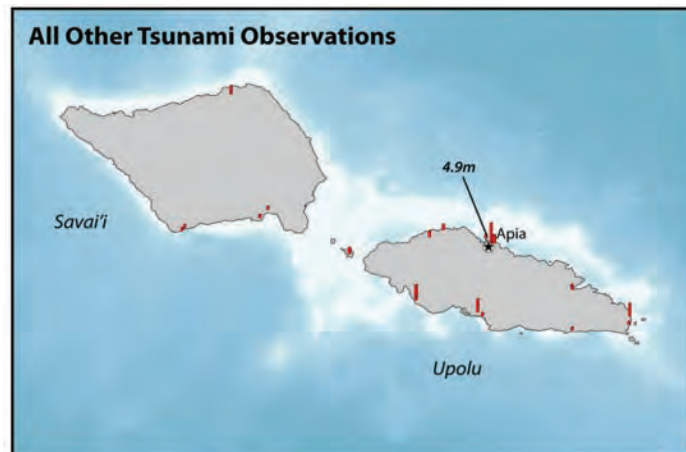 All Other Tsunami Observations
4.9m
Apia
Savai'i
Upolu